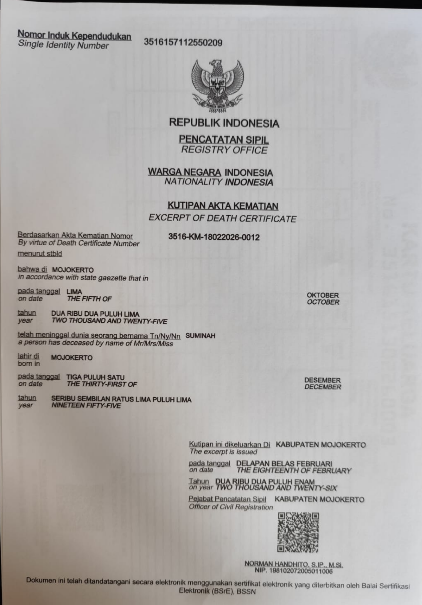 Nomor Induk Kependudukan 3516157112550209
Single Identity Number
REPUBLIK INDONESIA
PENCATATAN SIPIL
REGISTRY OFFICE
WARGA NEGARA INDONESIA
NATIONALITY INDONESIA
KUTIPAN AKTA KEMATIAN
EXCERPT OF DEATH CERTIFICATE
Berdasarkan Akta Kematian Nomor 3516-KM-18022026-0012
By virtue of Death Certificate Number
menurut stbld
bahwa di MOJOKERTO
in accordance with state gaezette that in
pada tanggal LIMA OKTOBER
on date THE FIFTH OF OCTOBER
tahun DUA RIBU DUA PULUH LIMA
year TWO THOUSAND AND TWENTY-FIVE
telah meninggal dunia seorang bernama Tn/Ny/Nn SUMINAH
a person has deceased by name of Mr/Mrs/Miss
lahir di MOJOKERTO
born in
pada tanggal TIGA PULUH SATU DESEMBER
on date THE THIRTY-FIRST OF DECEMBER
tahun SERIBU SEMBILAN RATUS LIMA PULUH LIMA
year NINETEEN FIFTY-FIVE
Kutipan ini dikeluarkan Di KABUPATEN MOJOKERTO
The excerpt is issued
pada tanggal DELAPAN BELAS FEBRUARI
on date THE EIGHTEENTH OF FEBRUARY
Tahun DUA RIBU DUA PULUH ENAM
on year TWO THOUSAND AND TWENTY-SIX
Pejabat Pencatatan Sipil KABUPATEN MOJOKERTO
Officer of Civil Registration
NORMAN HANDHITO, S.IP., M.SI.
NIP. 198102072005011006
Dokumen ini telah ditandatangani secara elektronik menggunakan sertifikat elektronik yang diterbitkan oleh Balai Sertifikasi
Elektronik (BSrE), BSSN